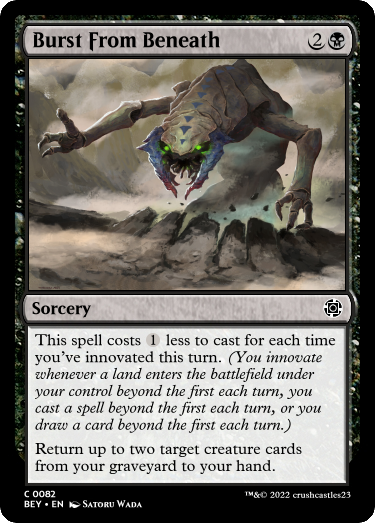 Burst From Beneath 2
Sorcery
This spell costs 1 less to cast for each time
you've innovated this turn. (You innovate
whenever a land enters the battlefield under
your control beyond the first each turn, you
cast a spell beyond the first each turn, or you
draw a card beyond the first each turn.)
Return up to two target creature cards
from your graveyard to your hand.
C 0082
BEY • EN Satoru Wada
™&© 2022 crushcastles23